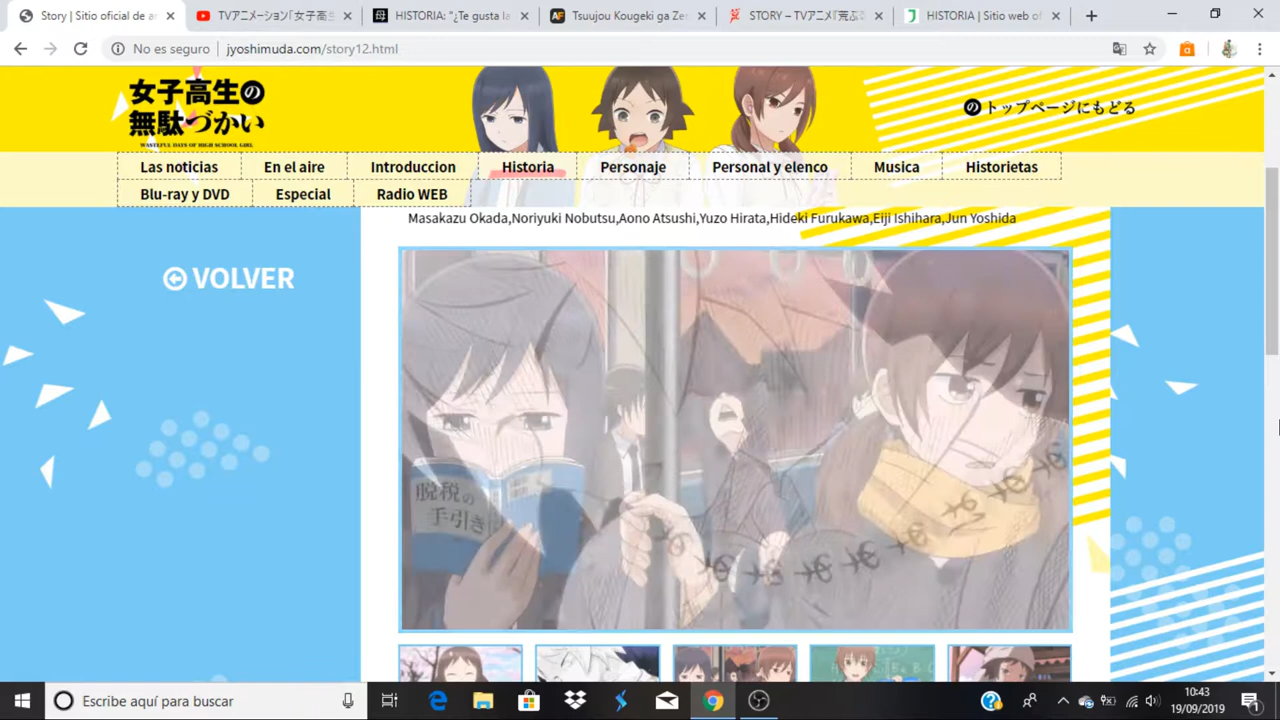 Story | Sitio oficial de an
TVアニメーション「女子高生
HISTORIA: "¿Te gusta la
Tsuujou Kougeki ga Zen
STORY – TVアニメ『荒ぶる
HISTORIA | Sitio web of
No es seguro
jyoshimuda.com/story12.html
女子高生の
無駄づかい
WASTEFUL DAYS OF HIGH SCHOOL GIRL
のトップページにもどる
Las noticias
En el aire
Introduccion
Historia
Personaje
Personal y elenco
Musica
Historietas
Blu-ray y DVD
Especial
Radio WEB
Masakazu Okada,Noriyuki Nobutsu,Aono Atsushi,Yuzo Hirata,Hideki Furukawa,Eiji Ishihara,Jun Yoshida
VOLVER
脱税の
手引き
Escribe aquí para buscar
10:43
19/09/2019